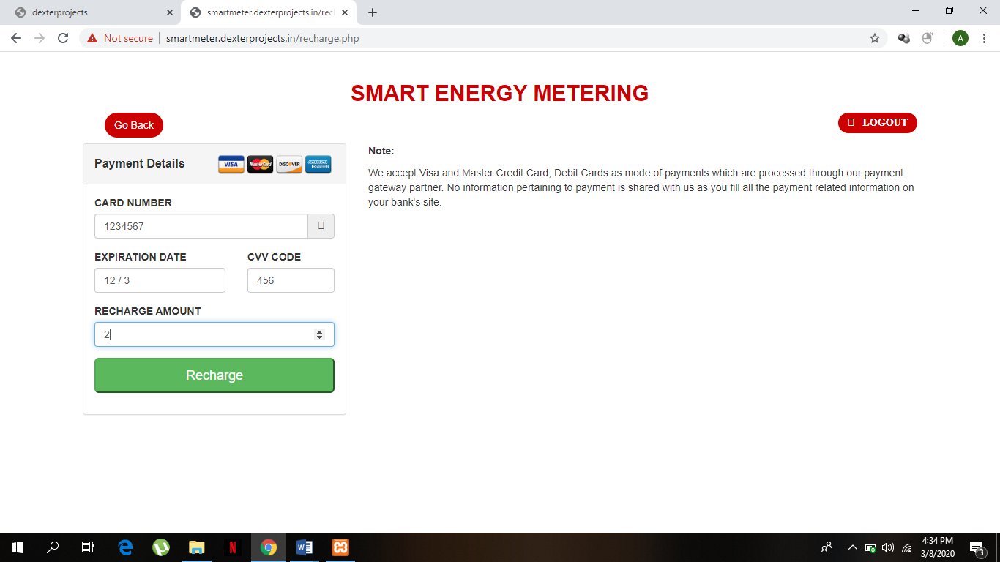 dexterprojects
smartmeter.dexterprojects.in/rec
Not secure
smartmeter.dexterprojects.in/recharge.php
A
SMART ENERGY METERING
Go Back
LOGOUT
Payment Details
VISA
MasterCard
DISCOVER
AMERICAN
EXPRESS
Note:
We accept Visa and Master Credit Card, Debit Cards as mode of payments which are processed through our payment
gateway partner. No information pertaining to payment is shared with us as you fill all the payment related information on
your bank's site.
CARD NUMBER
1234567
EXPIRATION DATE
CVV CODE
12 / 3
456
RECHARGE AMOUNT
2
Recharge
N
W
4:34 PM
3/8/2020
3